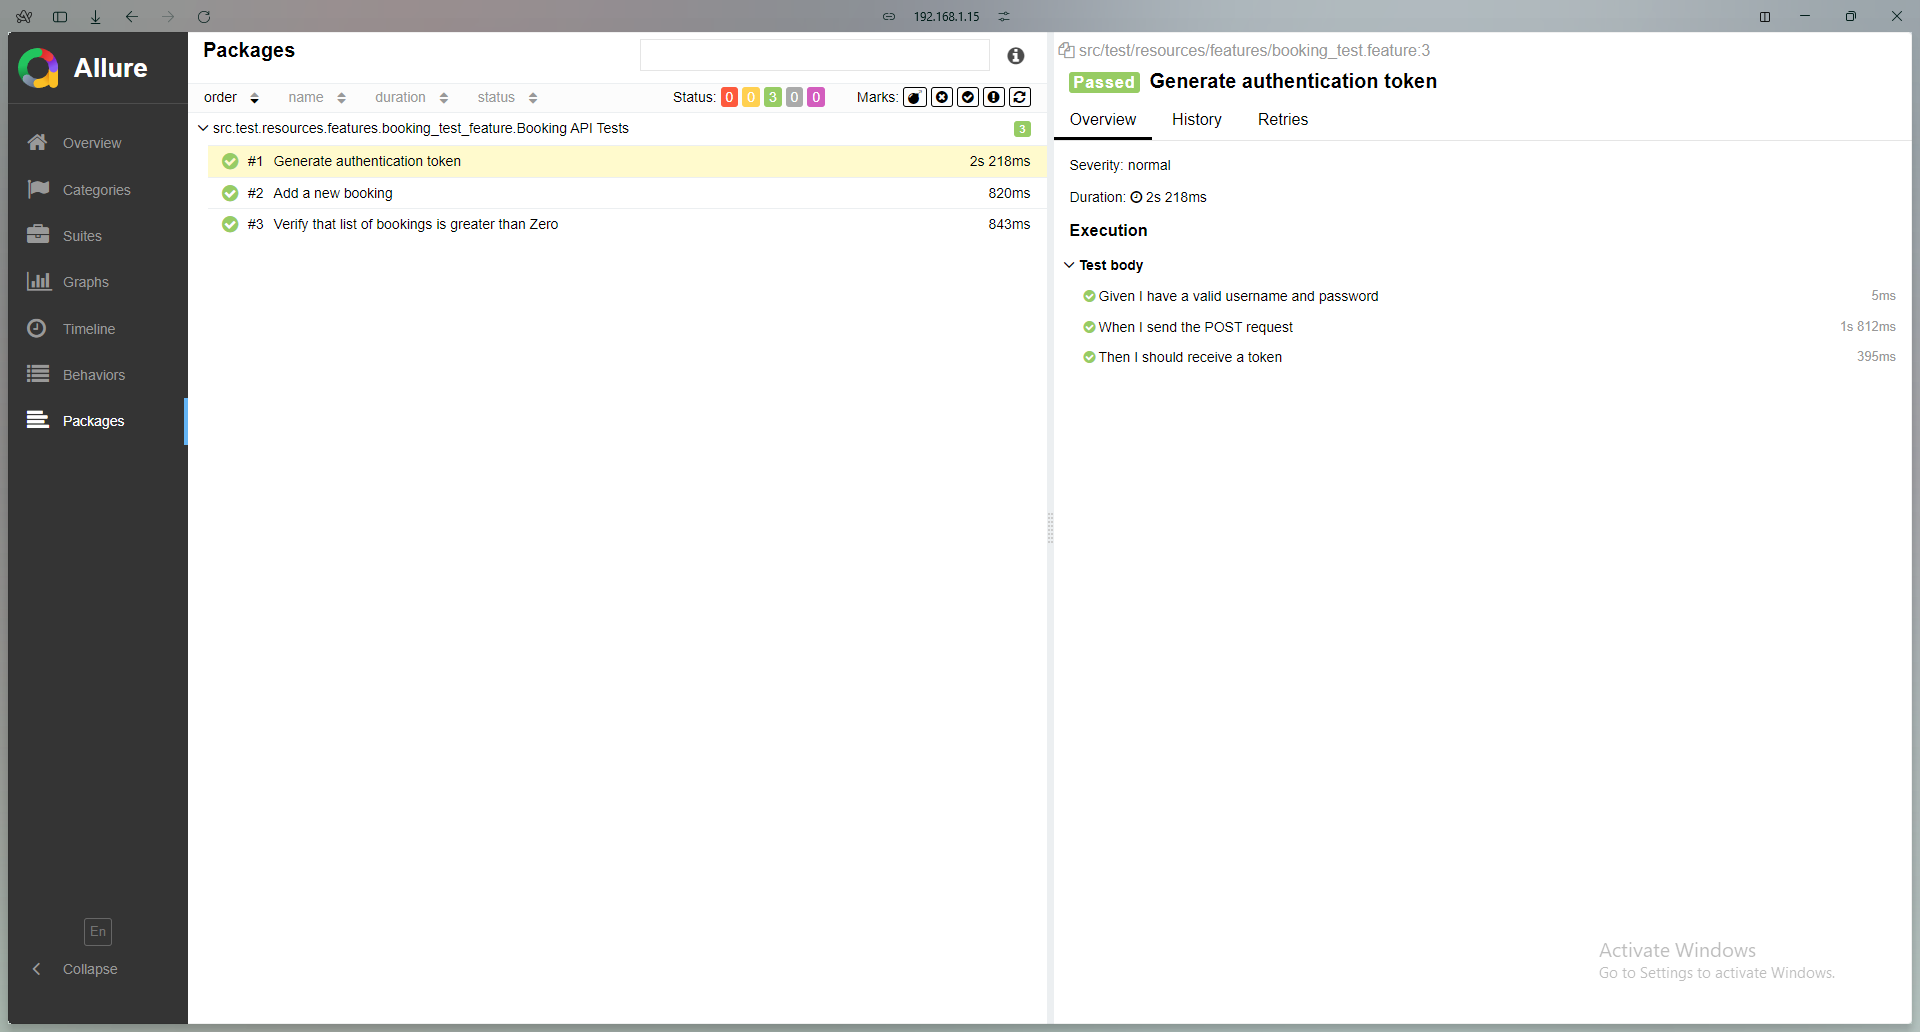 192.168.1.15
Allure
Overview
Categories
Suites
Graphs
Timeline
Behaviors
Packages
En
Collapse
Packages
order name duration status Status: 0 0 3 0 0 Marks:
src.test.resources.features.booking_test_feature.Booking API Tests 3
#1 Generate authentication token 2s 218ms
#2 Add a new booking 820ms
#3 Verify that list of bookings is greater than Zero 843ms
src/test/resources/features/booking_test.feature:3
Passed Generate authentication token
Overview History Retries
Severity: normal
Duration: 2s 218ms
Execution
Test body
Given I have a valid username and password 5ms
When I send the POST request 1s 812ms
Then I should receive a token 395ms
Activate Windows
Go to Settings to activate Windows.